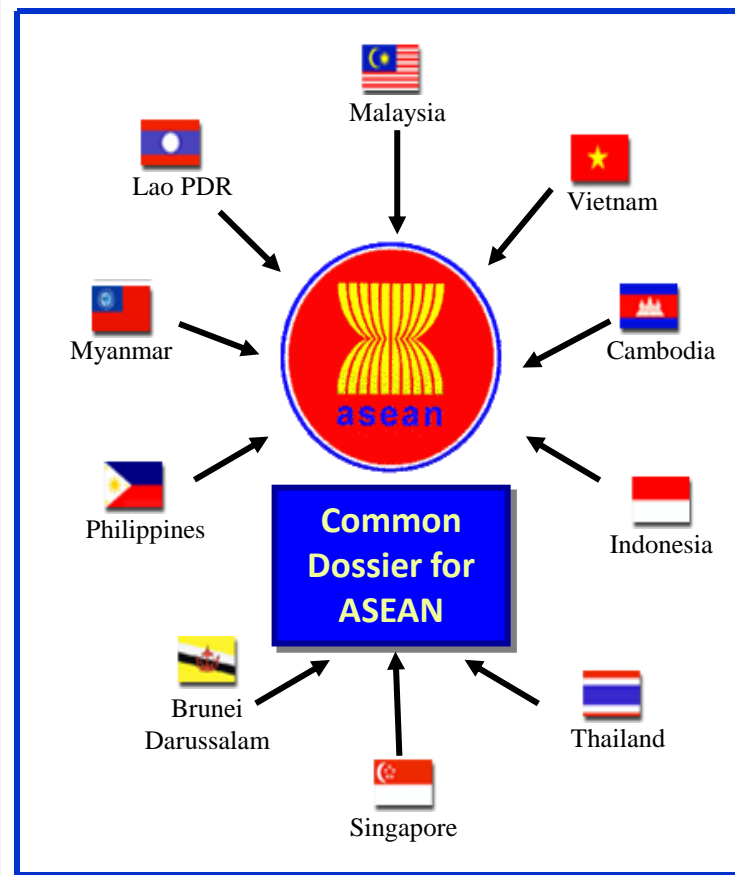 Malaysia
Lao PDR
Vietnam
Myanmar
Cambodia
asean
Philippines
Common
Dossier for
ASEAN
Indonesia
Brunei
Darussalam
Thailand
Singapore